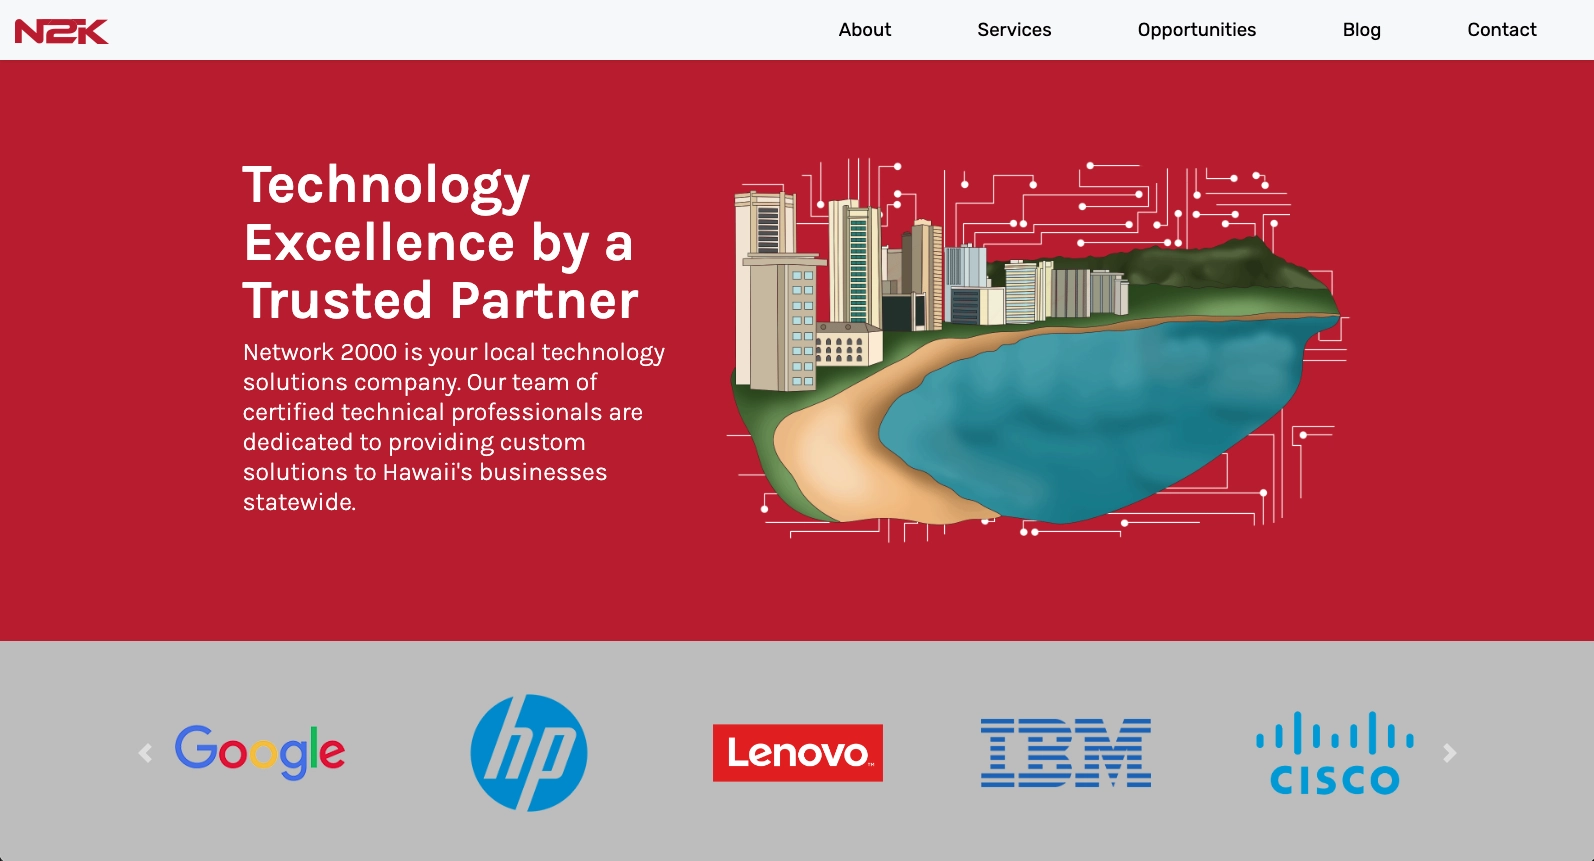 N2K
About Services Opportunities Blog Contact
Technology
Excellence by a
Trusted Partner
Network 2000 is your local technology
solutions company. Our team of
certified technical professionals are
dedicated to providing custom
solutions to Hawaii's businesses
statewide.
Google hp Lenovo™ IBM CISCO